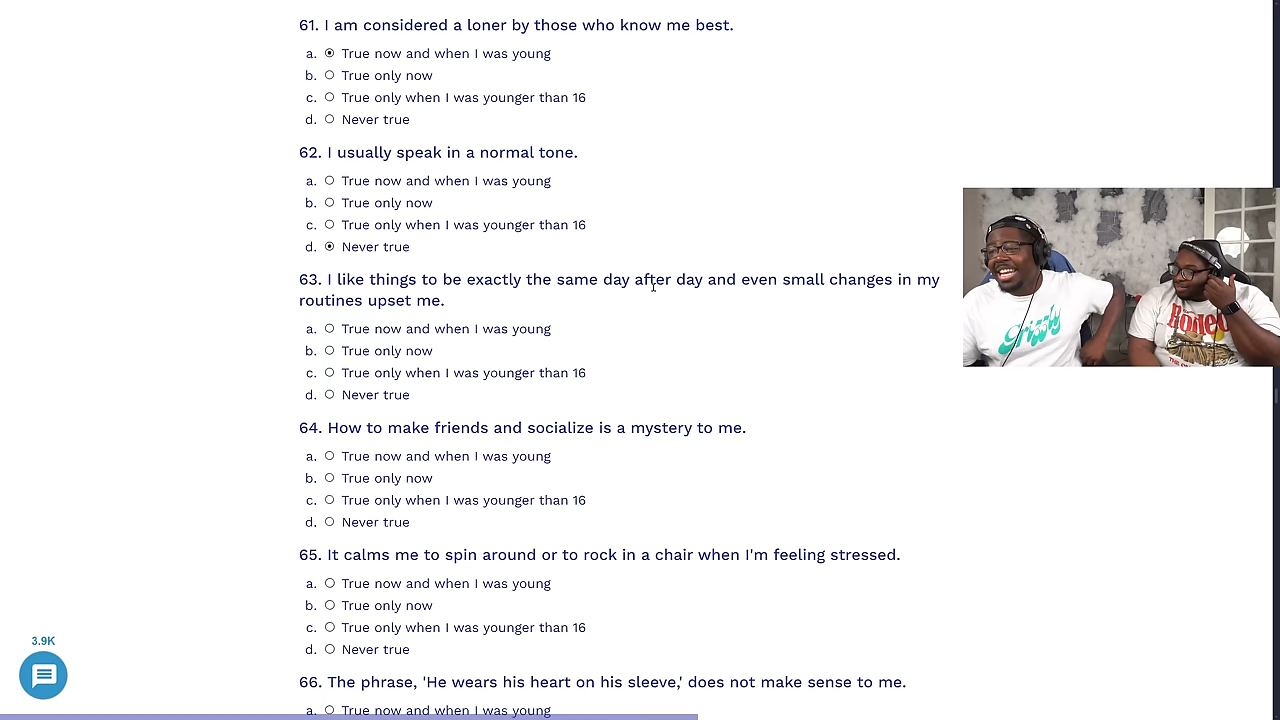 61. I am considered a loner by those who know me best.
a. True now and when I was young
b. True only now
c. True only when I was younger than 16
d. Never true
62. I usually speak in a normal tone.
a. True now and when I was young
b. True only now
c. True only when I was younger than 16
d. Never true
63. I like things to be exactly the same day after day and even small changes in my
routines upset me.
a. True now and when I was young
b. True only now
c. True only when I was younger than 16
d. Never true
64. How to make friends and socialize is a mystery to me.
a. True now and when I was young
b. True only now
c. True only when I was younger than 16
d. Never true
65. It calms me to spin around or to rock in a chair when I'm feeling stressed.
a. True now and when I was young
b. True only now
c. True only when I was younger than 16
d. Never true
66. The phrase, 'He wears his heart on his sleeve,' does not make sense to me.
a. True now and when I was young
3.9K
Grizzly
Rodeo